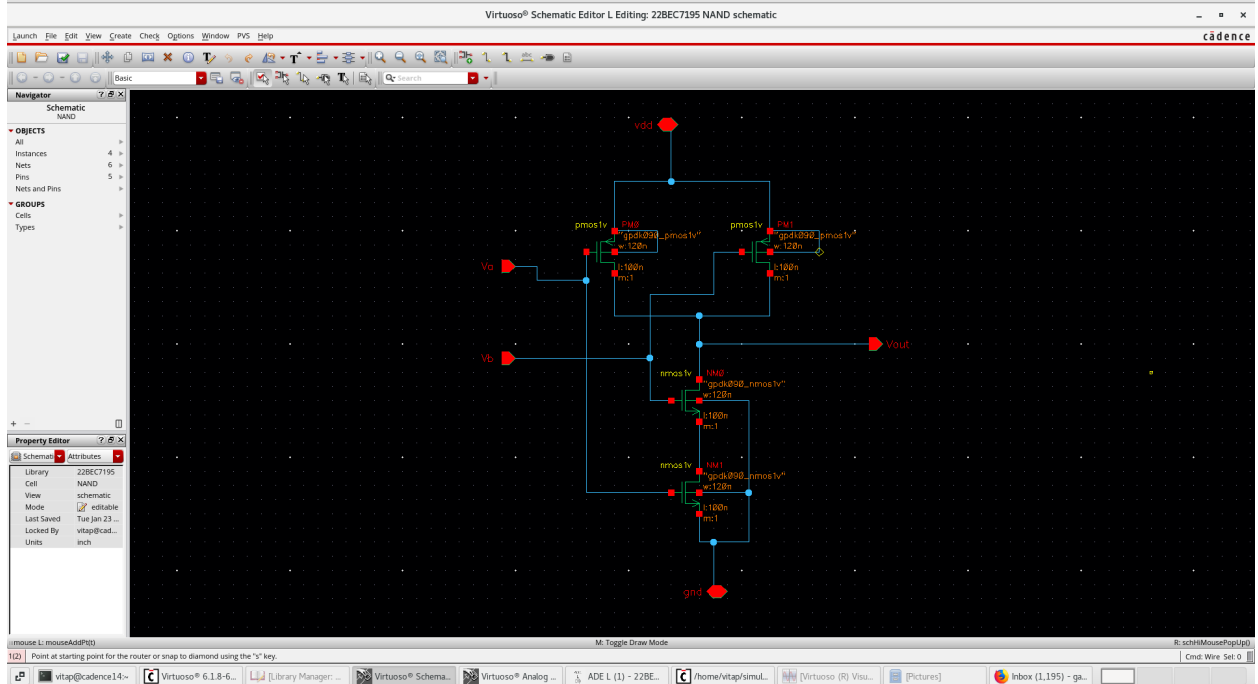 Virtuoso® Schematic Editor L Editing: 22BEC7195 NAND schematic
Launch File Edit View Create Check Options Window PVS Help
cādence
Basic
Search
Navigator
Schematic
NAND
OBJECTS
All
Instances 4
Nets 6
Pins 5
Nets and Pins
GROUPS
Cells
Types
Property Editor
Schemati Attributes
Library 22BEC7195
Cell NAND
View schematic
Mode editable
Last Saved Tue Jan 23 ...
Locked By vitap@cad...
Units inch
vdd
pmos1v PM0
"gpdk090_pmos1v"
w:120n
l:100n
m:1
pmos1v PM1
"gpdk090_pmos1v"
w:120n
l:100n
m:1
Va
Vb
Vout
nmos1v NM0
"gpdk090_nmos1v"
w:120n
l:100n
m:1
nmos1v NM1
"gpdk090_nmos1v"
w:120n
l:100n
m:1
gnd
mouse L: mouseAddPt(t) M: Toggle Draw Mode R: schHiMousePopUp()
1(2) Point at starting point for the router or snap to diamond using the "s" key. Cmd: Wire Sel: 0
vitap@cadence14:~ Virtuoso® 6.1.8-6... [Library Manager: ... Virtuoso® Schema... Virtuoso® Analog ... ADE L (1) - 22BE... /home/vitap/simul... [Virtuoso (R) Visu... [Pictures] Inbox (1,195) - ga...